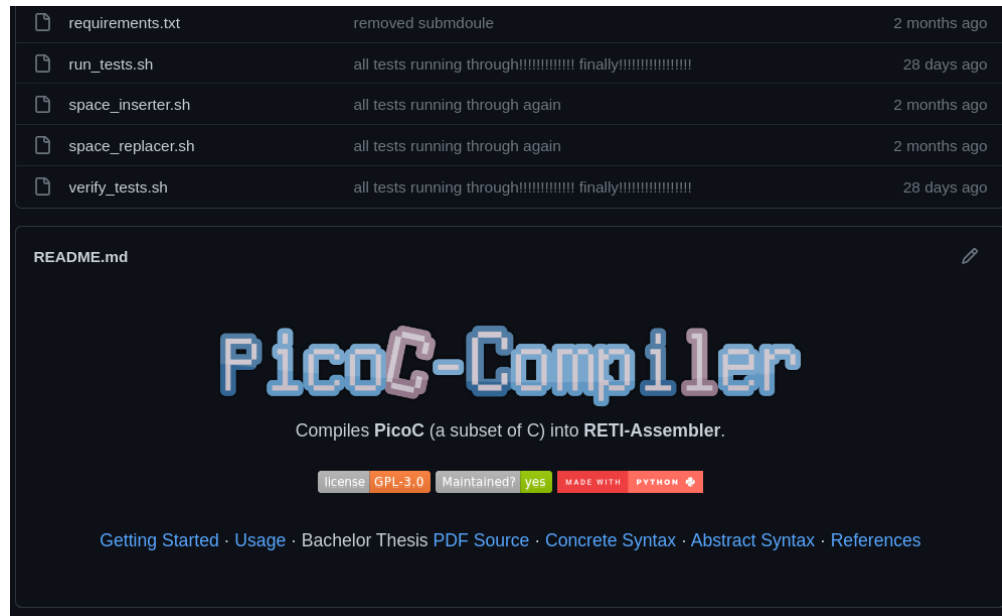 requirements.txt removed submdoule 2 months ago
run_tests.sh all tests running through!!!!!!!!!!!!! finally!!!!!!!!!!!!!!!!! 28 days ago
space_inserter.sh all tests running through again 2 months ago
space_replacer.sh all tests running through again 2 months ago
verify_tests.sh all tests running through!!!!!!!!!!!!! finally!!!!!!!!!!!!!!!!! 28 days ago
README.md
PicoC-Compiler
Compiles PicoC (a subset of C) into RETI-Assembler.
license GPL-3.0 Maintained? yes MADE WITH PYTHON
Getting Started · Usage · Bachelor Thesis PDF Source · Concrete Syntax · Abstract Syntax · References